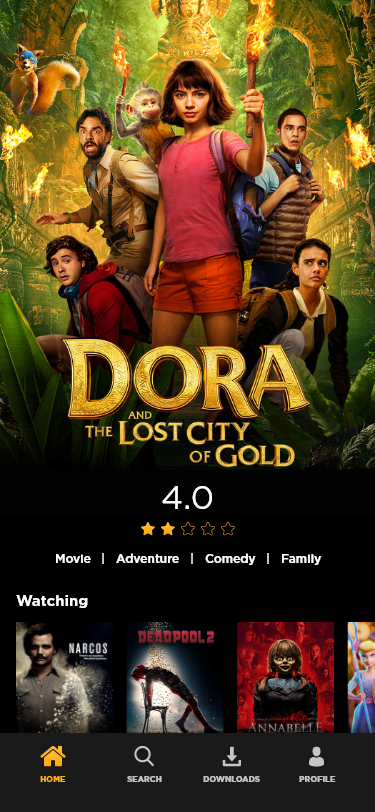 DORA
AND
THE LOST CITY
OF GOLD
4.0
Movie | Adventure | Comedy | Family
Watching
NARCOS
DEADPOOL 2
ANNABELLE
HOME SEARCH DOWNLOADS PROFILE